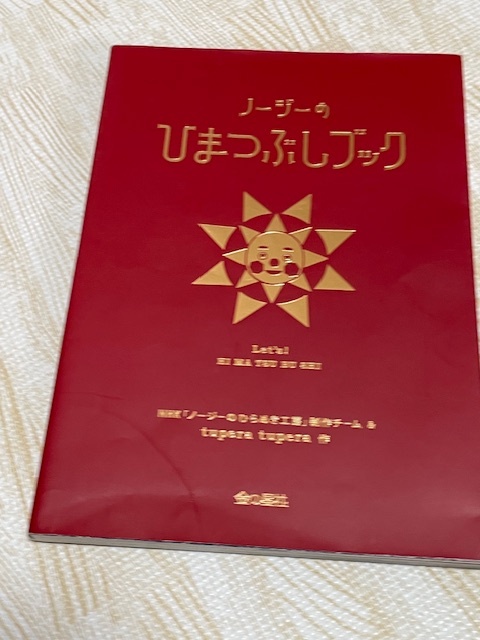 ノージーの
ひまつぶしブック
Let's!
HI MA TSU BU SHI
NHK「ノージーのひらめき工房」制作チーム &
tupera tupera 作
金の星社